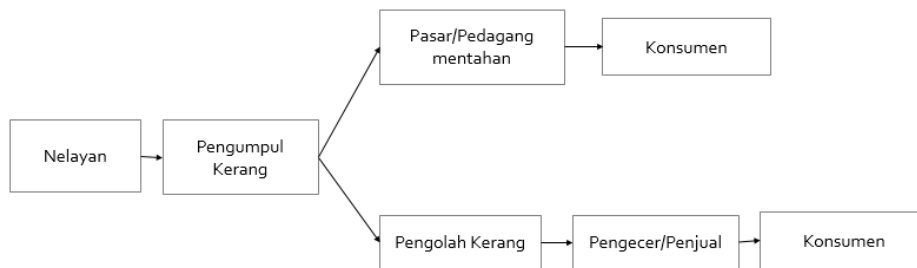 Nelayan
Pengumpul
Kerang
Pasar/Pedagang
mentahan
Konsumen
Pengolah Kerang
Pengecer/Penjual
Konsumen